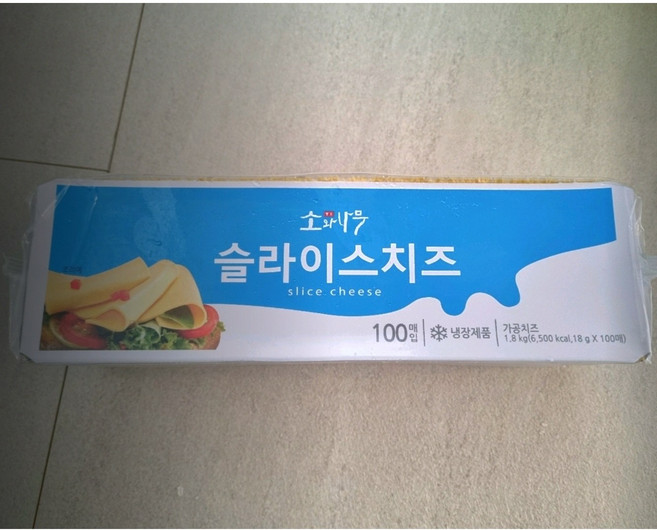 소와나무
슬라이스치즈
slice cheese
100매입
냉장제품
가공치즈
1.8 kg(6,500 kcal,18 g X 100매)